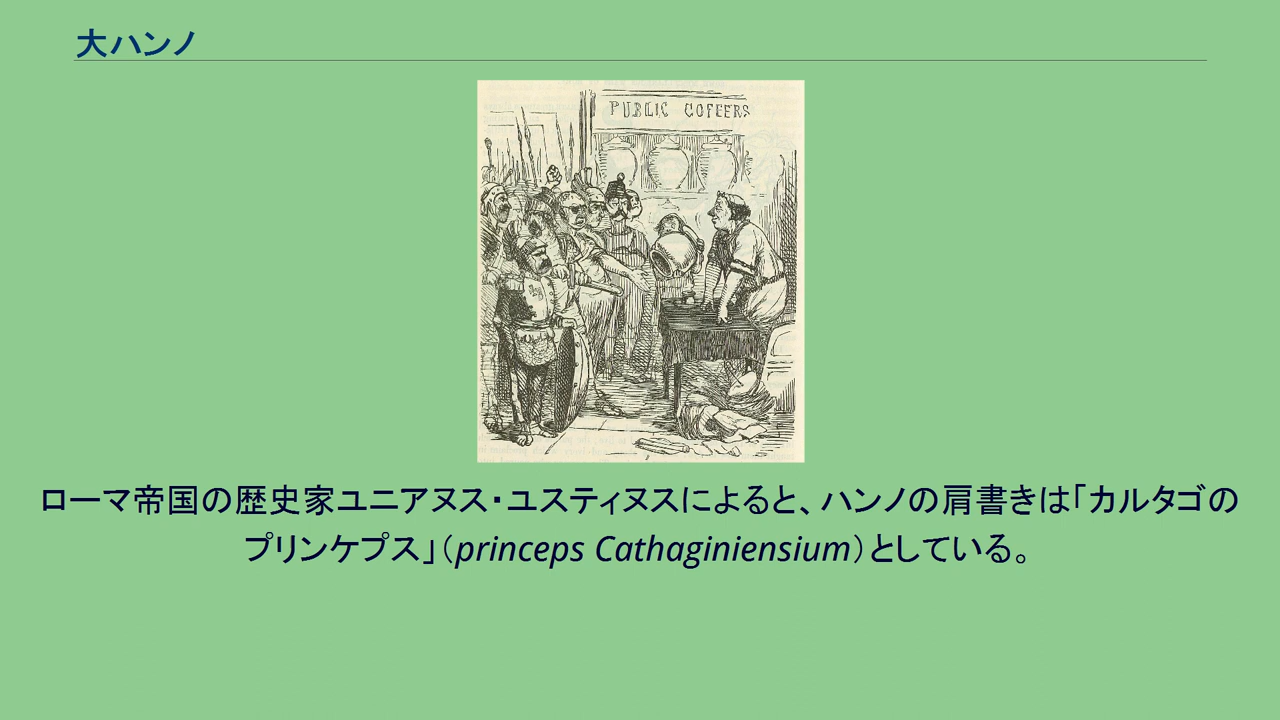 大ハンノ
PUBLIC COFFERS
ローマ帝国の歴史家ユニアヌス・ユスティヌスによると、ハンノの肩書きは「カルタゴの
プリンケプス」（princeps Cathaginiensium）としている。